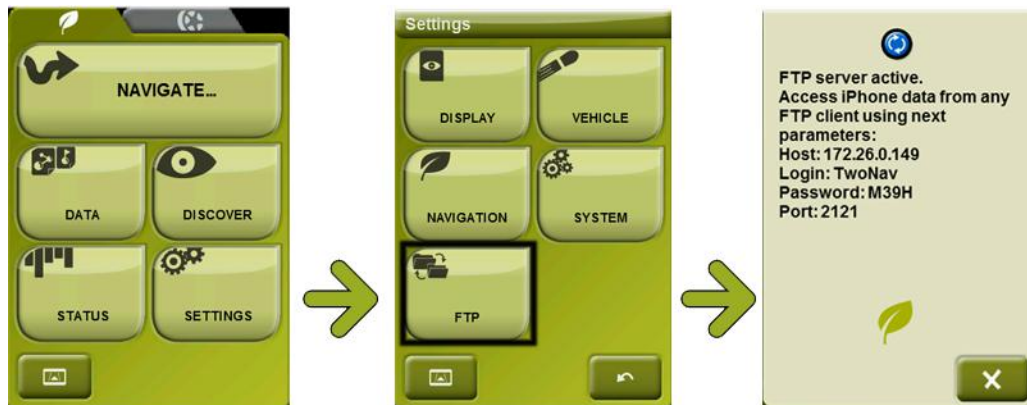 NAVIGATE...
DATA
DISCOVER
STATUS
SETTINGS
Settings
DISPLAY
VEHICLE
NAVIGATION
SYSTEM
FTP
FTP server active.
Access iPhone data from any
FTP client using next
parameters:
Host: 172.26.0.149
Login: TwoNav
Password: M39H
Port: 2121